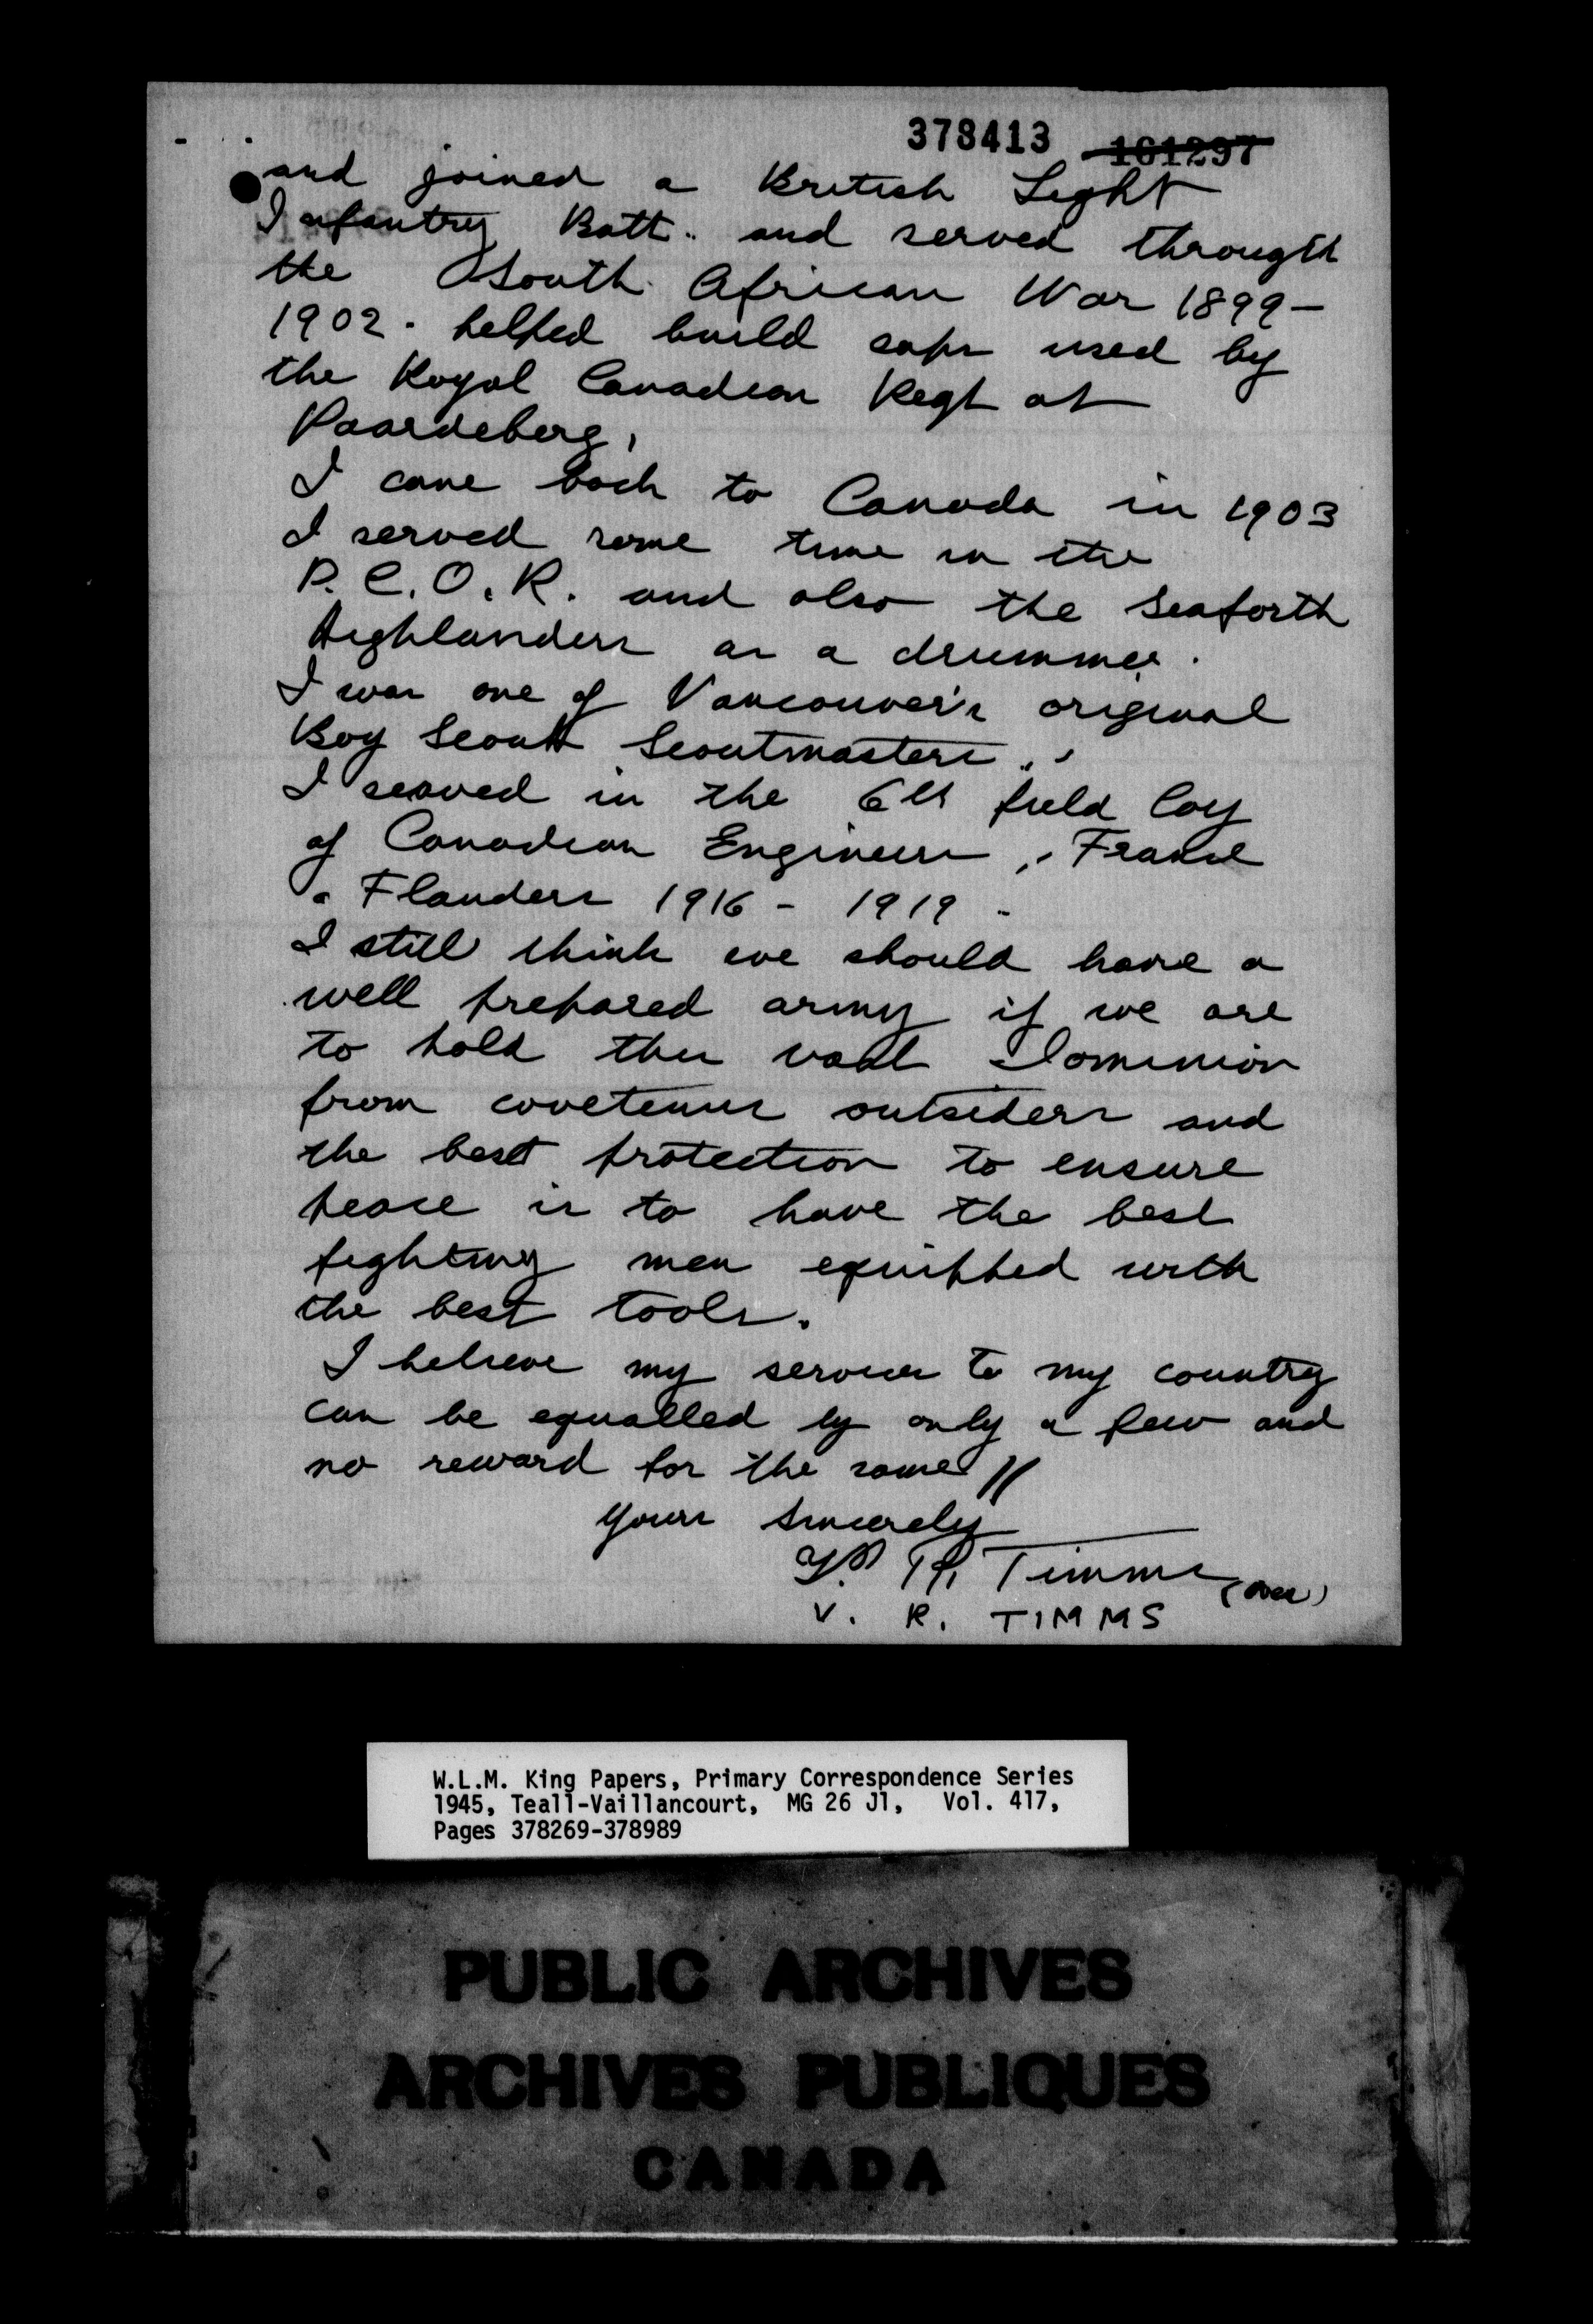 378413 161297
and joined a British Light
Infantry Batt. and served through
the South African War 1899-
1902. helped build saps used by
the Royal Canadian Regt at
Paardeberg,
I came back to Canada in 1903
I served some time in the
D.C.O.R. and also the Seaforth
Highlanders as a drummer.
I was one of Vancouver's original
Boy Scout Scoutmasters.
I served in the 6th field Coy
of Canadian Engineers, France
& Flanders 1916 - 1919 -
I still think we should have a
well prepared army if we are
to hold this vast Dominion
from outsiders and
the best protection to ensure
peace is to have the best
fighting men equipped with
the best tools.
I believe my services to my country
can be equalled by only a few and
no reward for the same //
Yours Sincerely
V. R. Timms (over)
V. R. TIMMS
W.L.M. King Papers, Primary Correspondence Series
1945, Teall-Vaillancourt, MG 26 J1, Vol. 417,
Pages 378269-378989
PUBLIC ARCHIVES
ARCHIVES PUBLIQUES
CANADA